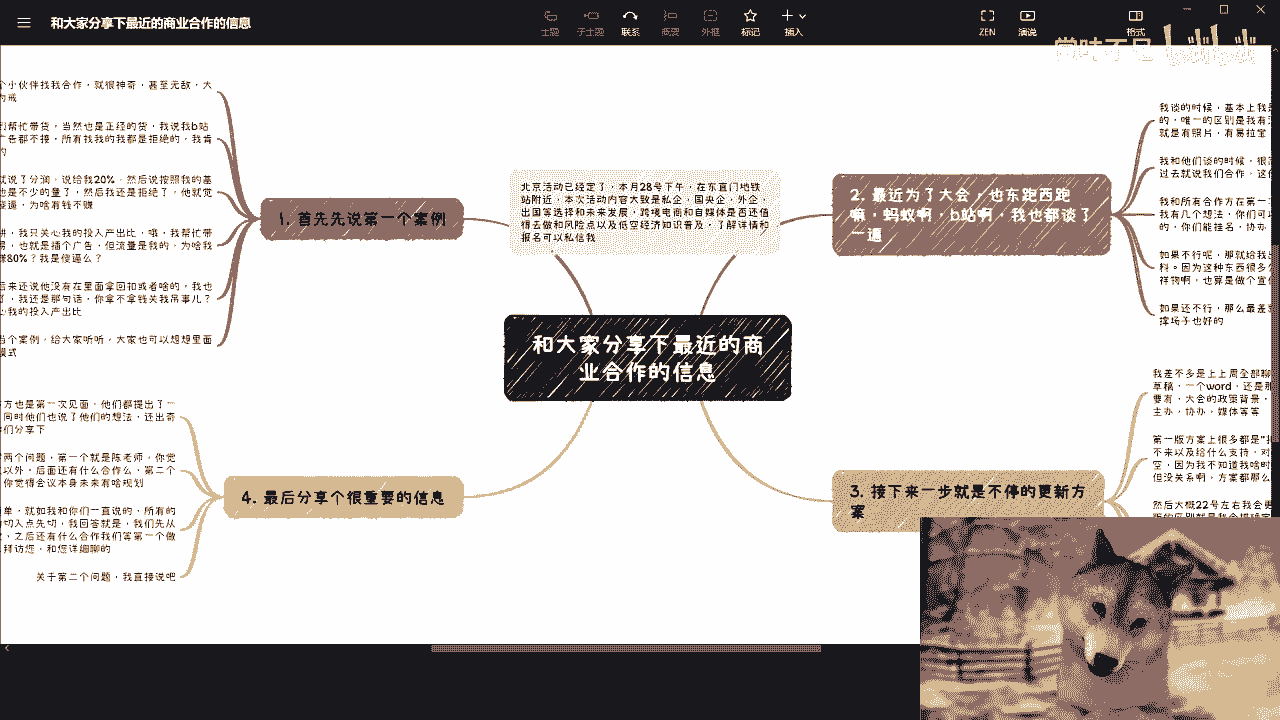 和大家分享下最近的商业合作的信息
主题
子主题
联系
概要
外框
标记
插入
ZEN
演说
格式
个小伙伴找我合作，就很神奇，甚至无敌，大
为戒
们帮忙带货，当然也是正经的货，我说我b站
广告都不接，所有找我的我都是拒绝的，我肯
的
就说了分润，说给我20%，然后说按照我的基
也是不少的量了，然后我还是拒绝了，他就觉
为啥有钱不赚
讲，我只关心我的投入产出比，哦，我帮忙带
也就是插个广告，但流量是我的，为啥我
赚80%？我是傻逼么？
后来还说他没有在里面拿回扣或者啥的，我也
了，我还是那句话，你拿不拿钱关我吊事儿？
心我的投入产出比
当个案例，给大家听听，大家也可以想想里面
模式
1. 首先先说第一个案例
北京活动已经定了，本月28号下午，在东直门地铁
站附近，本次活动内容大致是私企，国央企，外企，
出国等选择和未来发展，跨境电商和自媒体是否还值
得去做和风险点以及低空经济知识普及，了解详情和
报名可以私信我
2. 最近为了大会，也东跑西跑
嘛，蚂蚁啊，b站啊，我也都谈了
一遍
我谈的时候，基本上我是
的，唯一的区别是我有
就是有照片，有易拉宝
我和他们谈的时候，很
过去就说我们合作，这
我和所有合作方在第一
我有几个想法，你们可
的，你们能挂名，协办
如果不行呢，那就给我
料。因为这种东西很多
祥物啊，也算是做个宣
如果还不行，那么最差
撑场子也好的
和大家分享下最近的商
业合作的信息
方也是第一次见面，他们都提出了一
同时他们也说了他们的想法，还出奇
你们分享下
两个问题，第一个就是陈老师，你觉
以外，后面还有什么合作么，第二个
你觉得会议本身未来有啥规划
单，就如我和你们一直说的，所有的
切入点先切，我回答就是，我们先从
之后还有什么合作我们等第一个做
拜访您，和您详细聊的
关于第二个问题，我直接说吧
4. 最后分享个很重要的信息
3. 接下来一步就是不停的更新方
案
我差不多是上上周全部聊
草稿，一个word，还是那
要有，大会的政策背景，
主办，协办，媒体等等
第一版方案上很多都是
不来以及给什么支持，对
空，因为我不知道我啥时
但没关系啊，方案都那么
然后大概22号左右我会更